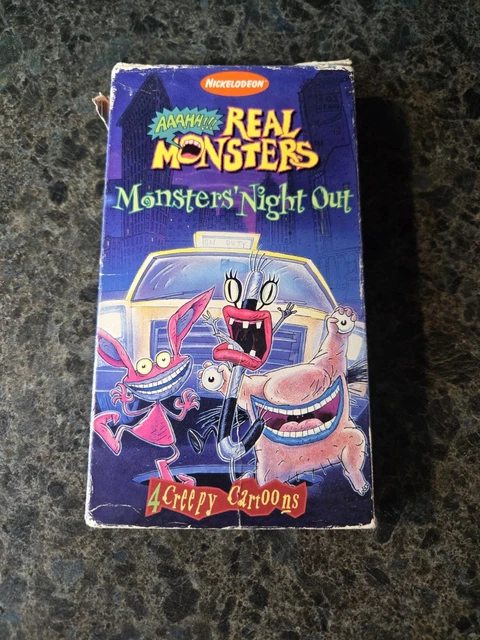 NICKELODEON
AAAHH!!! REAL
MONSTERS
Monsters' Night Out
4 Creepy Cartoons